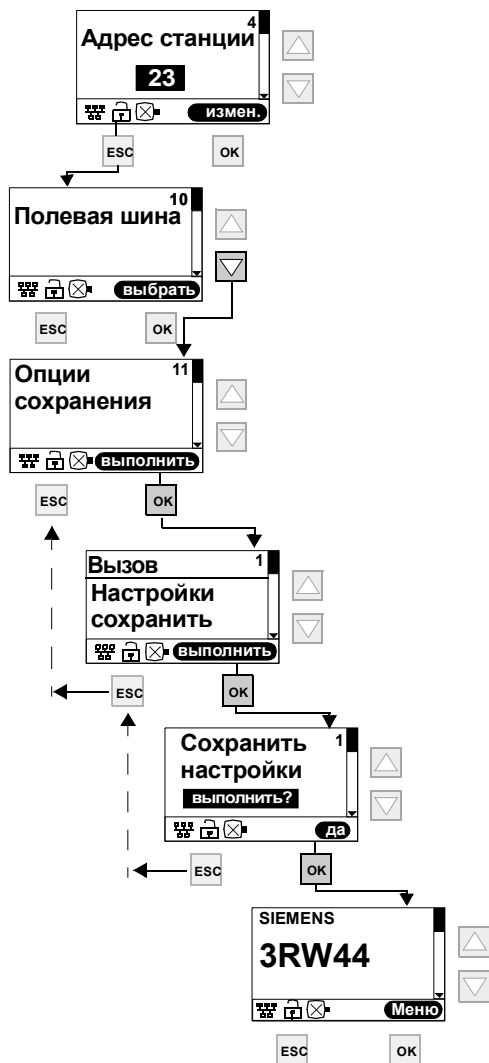 4
Адрес станции
23
измен.
ESC
OK
10
Полевая шина
выбрать
ESC
OK
11
Опции
сохранения
выполнить
ESC
OK
Вызов 1
Настройки
сохранить
выполнить
ESC
OK
Сохранить 1
настройки
выполнить?
да
ESC
OK
SIEMENS
3RW44
Меню
ESC
OK